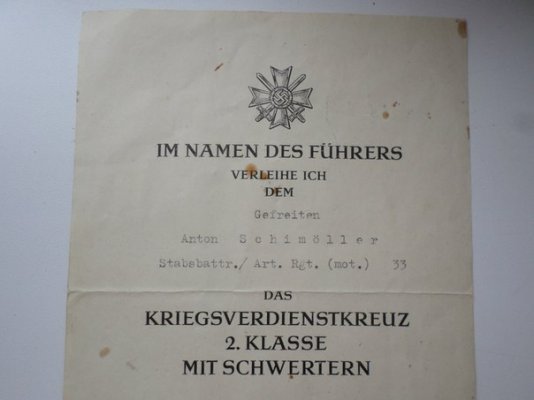 IM NAMEN DES FÜHRERS
VERLEIHE ICH
DEM
Gefreiten
Anton Schimöller
Stabsbattr./ Art. Rgt. (mot.) 33
DAS
KRIEGSVERDIENSTKREUZ
2. KLASSE
MIT SCHWERTERN